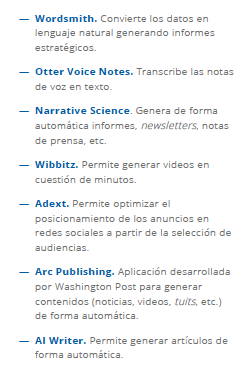 — Wordsmith. Convierte los datos en
lenguaje natural generando informes
estratégicos.
— Otter Voice Notes. Transcribe las notas
de voz en texto.
— Narrative Science. Genera de forma
automática informes, newsletters, notas
de prensa, etc.
— Wibbitz. Permite generar videos en
cuestión de minutos.
— Adext. Permite optimizar el
posicionamiento de los anuncios en
redes sociales a partir de la selección de
audiencias.
— Arc Publishing. Aplicación desarrollada
por Washington Post para generar
contenidos (noticias, videos, tuits, etc.)
de forma automática.
— AI Writer. Permite generar artículos de
forma automática.